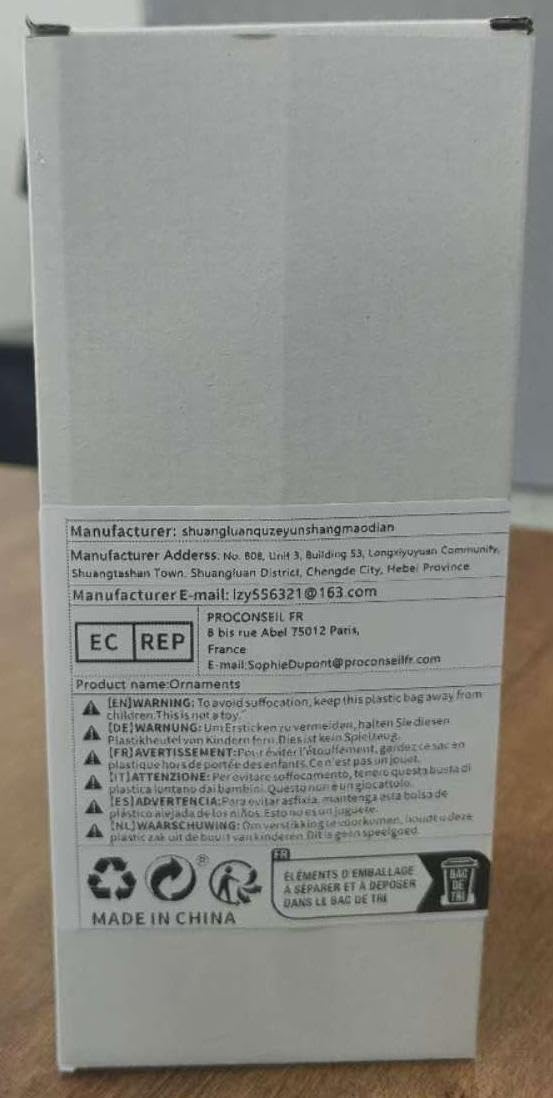 Manufacturer: shuangluanquzeyunshangmaodian
Manufacturer Adderss: No. 808, Unit 3, Building 53, Longxiyuyuan Community,
Shuangtashan Town, Shuangluan District, Chengde City, Hebei Province
Manufacturer E-mail: lzy556321@163.com
EC REP
PROCONSEIL FR
8 bis rue Abel 75012 Paris,
France
E-mail:SophieDupont@proconseilfr.com
Product name:Ornaments
[EN]WARNING: To avoid suffocation, keep this plastic bag away from
children.This is not a toy.
[DE]WARNUNG: Um Ersticken zu vermeiden, halten Sie diesen
Plastikbeutel von Kindern fern. Dies ist kein Spielzeug.
[FR]AVERTISSEMENT:Pour éviter l'étouffement, gardez ce sac en
plastique hors de portée des enfants. Ce n'est pas un jouet.
[IT]ATTENZIONE: Per evitare soffocamento, tenere questa busta di
plastica lontano dai bambini. Questo non è un giocattolo.
[ES]ADVERTENCIA:Para evitar asfixia, mantenga esta bolsa de
plástico alejada de los niños. Esto no es un juguete.
[NL]WAARSCHUWING: Om verstikking te voorkomen, houdt u deze
plastic zak uit de buurt van kinderen. Dit is geen speelgoed.
®
FR
ÉLÉMENTS D'EMBALLAGE
À SÉPARER ET À DÉPOSER
DANS LE BAC DE TRI
BAC
DE
TRI
MADE IN CHINA